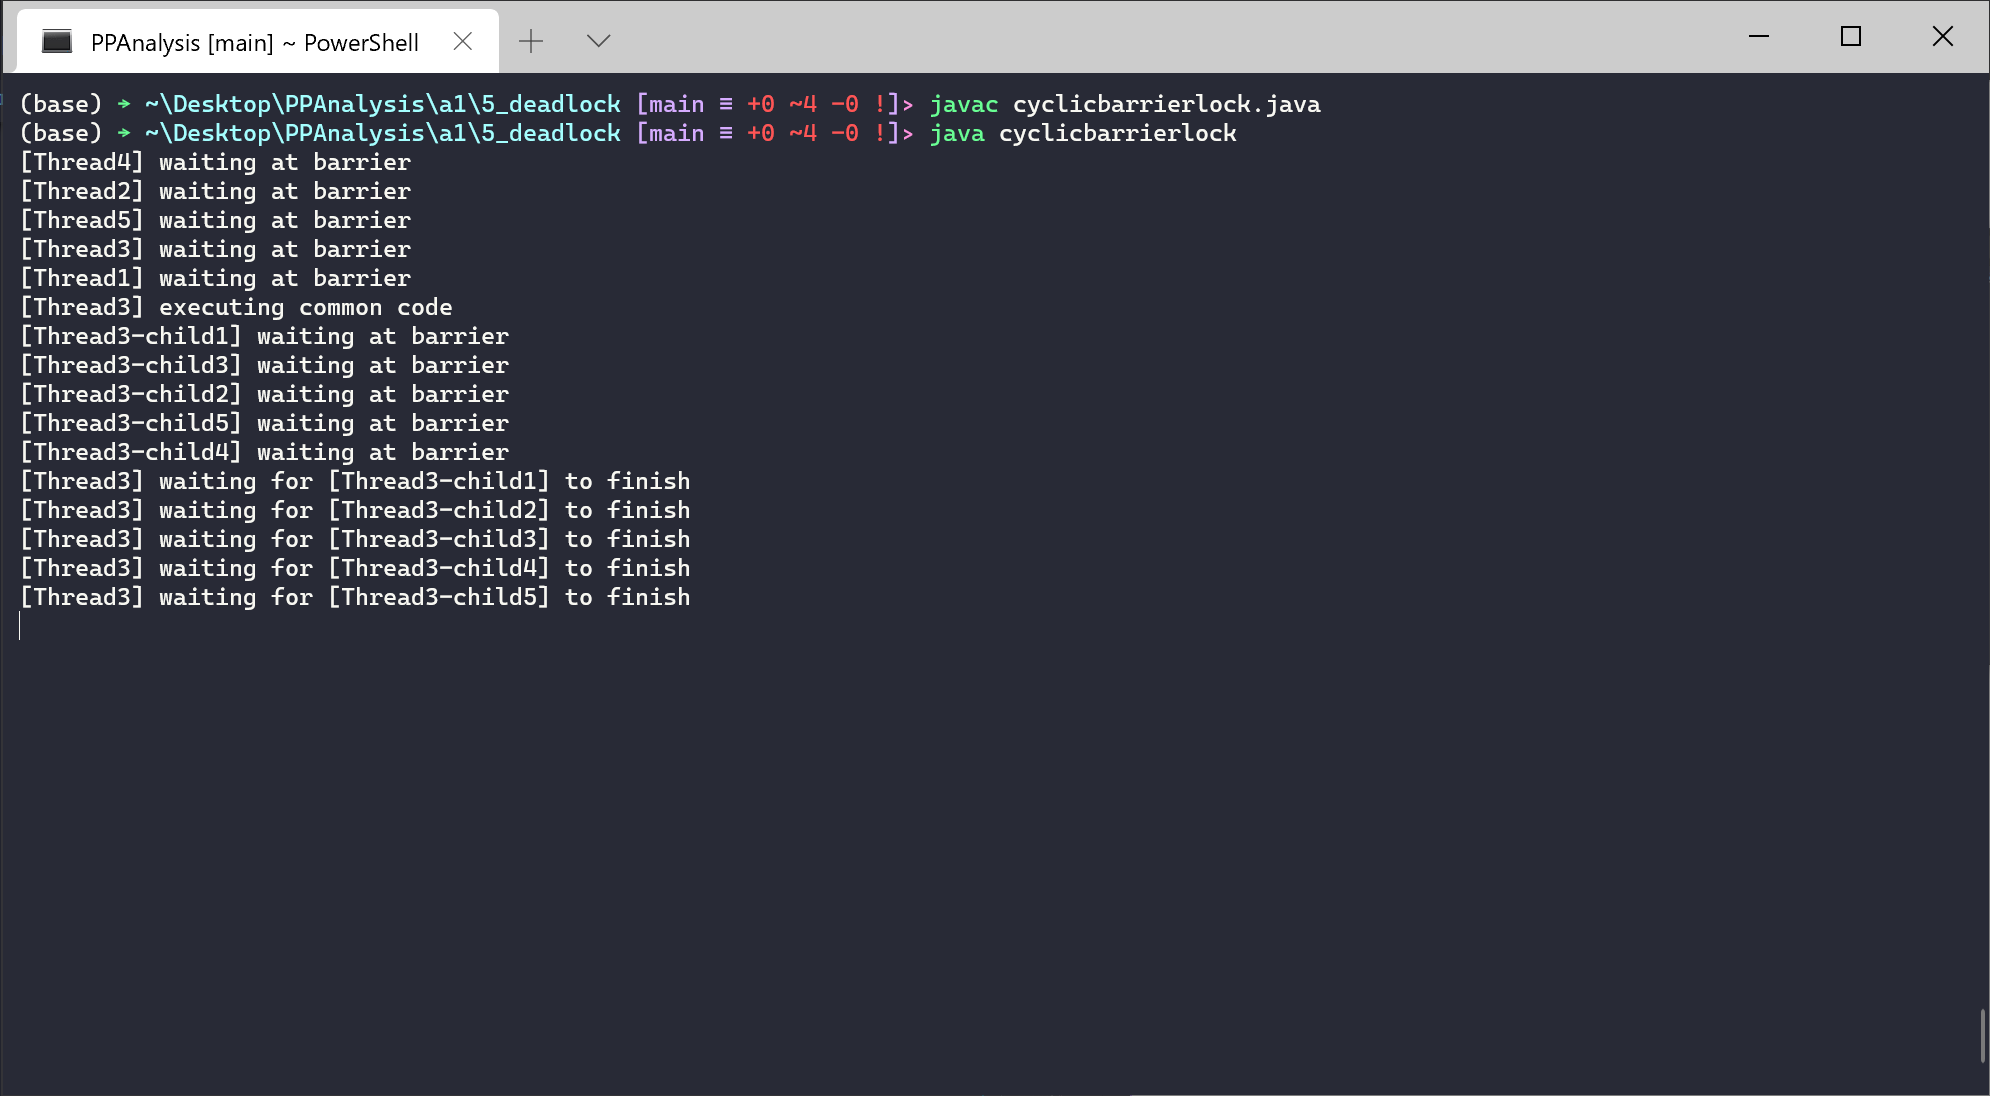 PPAnalysis [main] ~ PowerShell
(base) → ~\Desktop\PPAnalysis\a1\5_deadlock [main ≡ +0 ~4 -0 !]> javac cyclicbarrierlock.java
(base) → ~\Desktop\PPAnalysis\a1\5_deadlock [main ≡ +0 ~4 -0 !]> java cyclicbarrierlock
[Thread4] waiting at barrier
[Thread2] waiting at barrier
[Thread5] waiting at barrier
[Thread3] waiting at barrier
[Thread1] waiting at barrier
[Thread3] executing common code
[Thread3-child1] waiting at barrier
[Thread3-child3] waiting at barrier
[Thread3-child2] waiting at barrier
[Thread3-child5] waiting at barrier
[Thread3-child4] waiting at barrier
[Thread3] waiting for [Thread3-child1] to finish
[Thread3] waiting for [Thread3-child2] to finish
[Thread3] waiting for [Thread3-child3] to finish
[Thread3] waiting for [Thread3-child4] to finish
[Thread3] waiting for [Thread3-child5] to finish